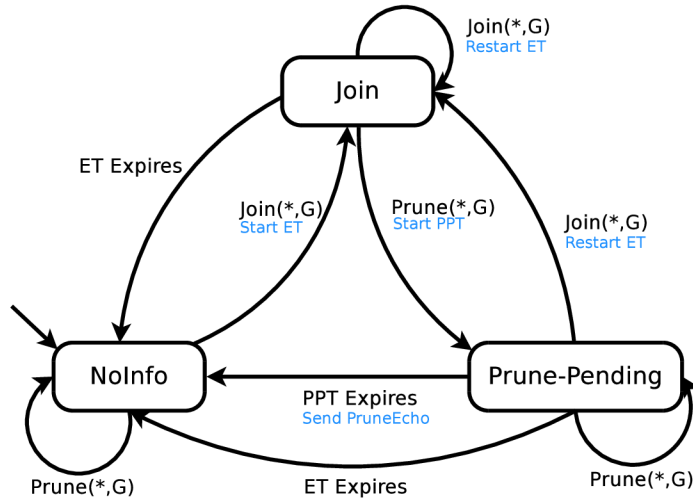 Join(*,G)
Restart ET
Join
ET Expires
Join(*,G)
Start ET
Prune(*,G)
Start PPT
Join(*,G)
Restart ET
NoInfo
Prune-Pending
PPT Expires
Send PruneEcho
Prune(*,G)
ET Expires
Prune(*,G)